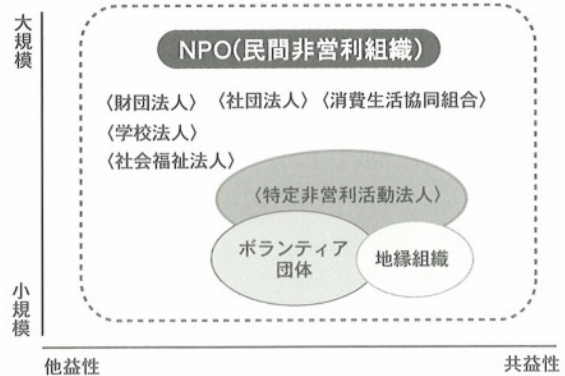 大規模
NPO(民間非営利組織)
〈財団法人〉 〈社団法人〉 〈消費生活協同組合〉
〈学校法人〉
〈社会福祉法人〉
〈特定非営利活動法人〉
ボランティア
団体
地縁組織
小規模
他益性
共益性